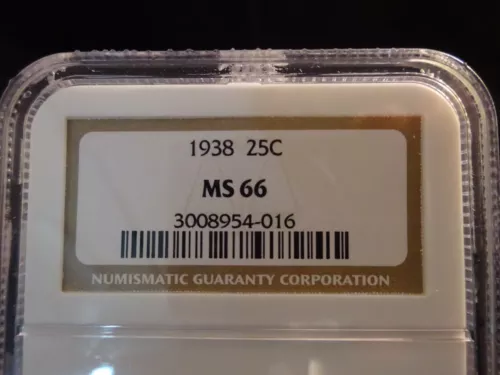 1938 25C
MS 66
3008954-016
NUMISMATIC GUARANTY CORPORATION